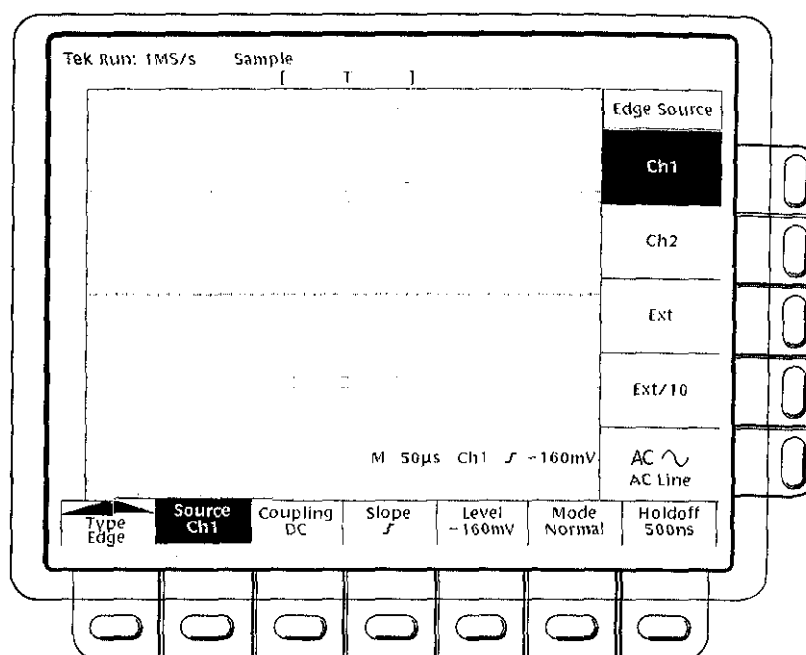 Tek Run: 1MS/s Sample
[ T ]
Edge Source
Ch1
Ch2
Ext
Ext/10
M 50µs Ch1 ∫ -160mV
AC ∿
AC Line
Type
Edge
Source
Ch1
Coupling
DC
Slope
∫
Level
-160mV
Mode
Normal
Holdoff
500ns